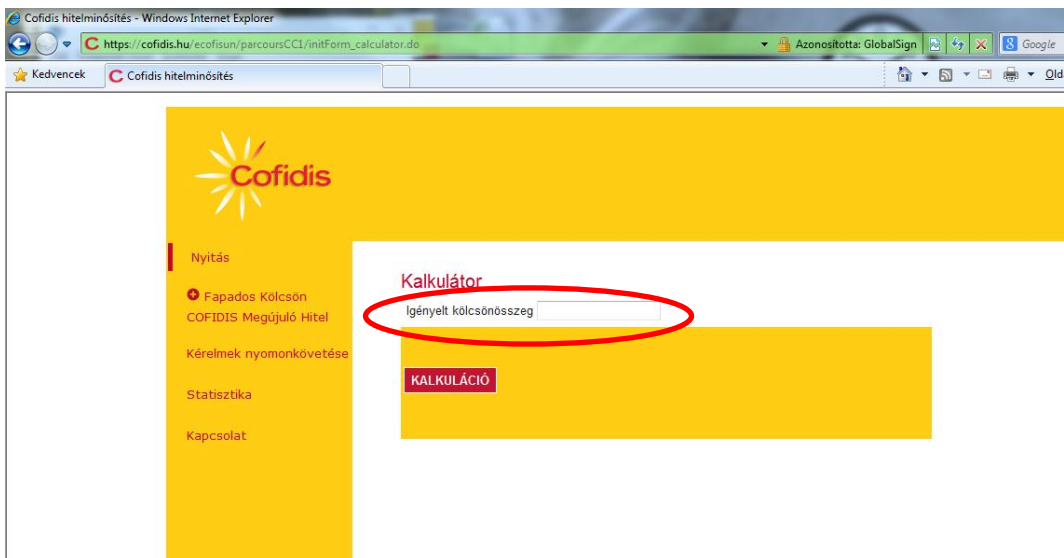 Cofidis hitelminősítés - Windows Internet Explorer
C https://cofidis.hu/ecofisun/parcoursCC1/initForm_calculator.do
Azonosította: GlobalSign
8 Google
Kedvencek
C Cofidis hitelminősítés
Old
Cofidis
Nyitás
Kalkulátor
Igényelt kölcsönösszeg
Fapados Kölcsön
COFIDIS Megújuló Hitel
Kérelmek nyomonkövetése
KALKULÁCIÓ
Statisztika
Kapcsolat